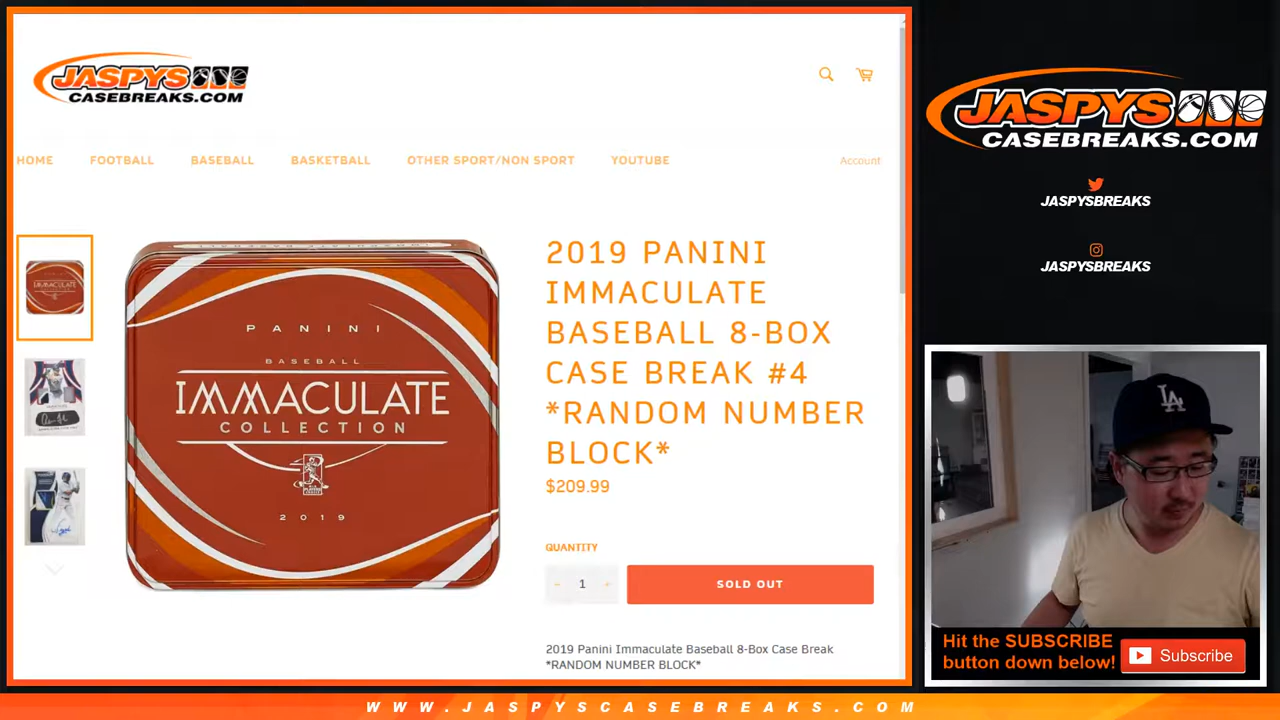 JASPYS
CASEBREAKS.COM
HOME
FOOTBALL
BASEBALL
BASKETBALL
OTHER SPORT/NON SPORT
YOUTUBE
Account
PANINI
BASEBALL
IMMACULATE
COLLECTION
2019
2019 PANINI
IMMACULATE
BASEBALL 8-BOX
CASE BREAK #4
*RANDOM NUMBER
BLOCK*
$209.99
QUANTITY
- 1 +
SOLD OUT
2019 Panini Immaculate Baseball 8-Box Case Break
*RANDOM NUMBER BLOCK*
JASPYS
CASEBREAKS.COM
JASPYSBREAKS
JASPYSBREAKS
LA
Hit the SUBSCRIBE
button down below!
Subscribe
WWW.JASPYSCASEBREAKS.COM